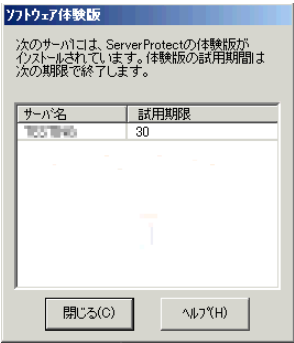 ソフトウェア体験版
次のサーバには、ServerProtectの体験版が
インストールされています。体験版の試用期間は
次の期限で終了します。
サーバ名 試用期限
30
閉じる(C) ヘルプ(H)